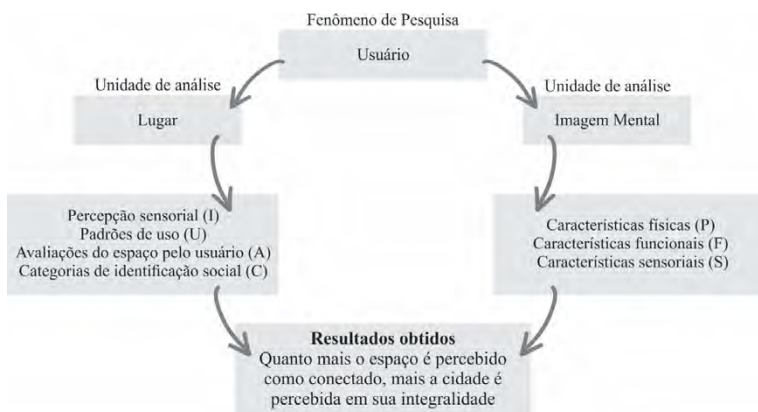 Fenômeno de Pesquisa
Usuário
Unidade de análise
Lugar
Unidade de análise
Imagem Mental
Percepção sensorial (I)
Padrões de uso (U)
Avaliações do espaço pelo usuário (A)
Categorias de identificação social (C)
Características físicas (P)
Características funcionais (F)
Características sensoriais (S)
Resultados obtidos
Quanto mais o espaço é percebido
como conectado, mais a cidade é
percebida em sua integralidade